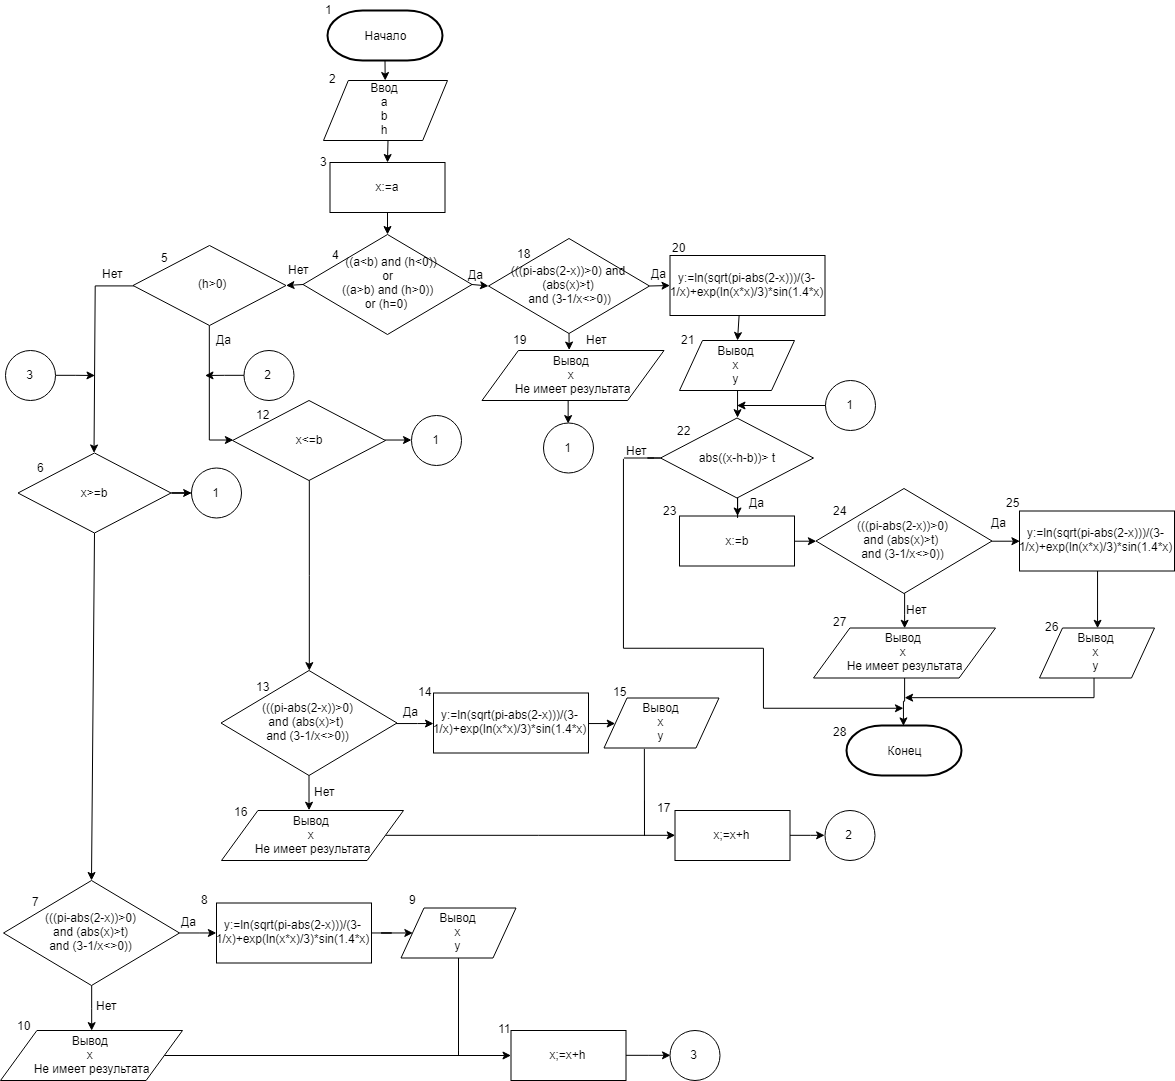 1
Начало
2
Ввод
a
b
h
3
x:=a
4
((a<b) and (h<0))
or
((a>b) and (h>0))
or (h=0)
Нет
Да
5
(h>0)
Нет
Да
18
(((pi-abs(2-x))>0) and
(abs(x)>t)
and (3-1/x<>0))
Да
Нет
20
y:=ln(sqrt(pi-abs(2-x)))/(3-
1/x)+exp(ln(x*x)/3)*sin(1.4*x)
19
Вывод
x
Не имеет результата
21
Вывод
x
y
3
2
1
12
x<=b
1
1
22
abs((x-h-b))> t
Нет
Да
6
x>=b
1
23
x:=b
24
(((pi-abs(2-x))>0)
and (abs(x)>t)
and (3-1/x<>0))
Да
Нет
25
y:=ln(sqrt(pi-abs(2-x)))/(3-
1/x)+exp(ln(x*x)/3)*sin(1.4*x)
27
Вывод
x
Не имеет результата
26
Вывод
x
y
28
Конец
13
(((pi-abs(2-x))>0)
and (abs(x)>t)
and (3-1/x<>0))
Да
Нет
14
y:=ln(sqrt(pi-abs(2-x)))/(3-
1/x)+exp(ln(x*x)/3)*sin(1.4*x)
15
Вывод
x
y
16
Вывод
x
Не имеет результата
17
x;=x+h
2
7
(((pi-abs(2-x))>0)
and (abs(x)>t)
and (3-1/x<>0))
Да
Нет
8
y:=ln(sqrt(pi-abs(2-x)))/(3-
1/x)+exp(ln(x*x)/3)*sin(1.4*x)
9
Вывод
x
y
10
Вывод
x
Не имеет результата
11
x;=x+h
3